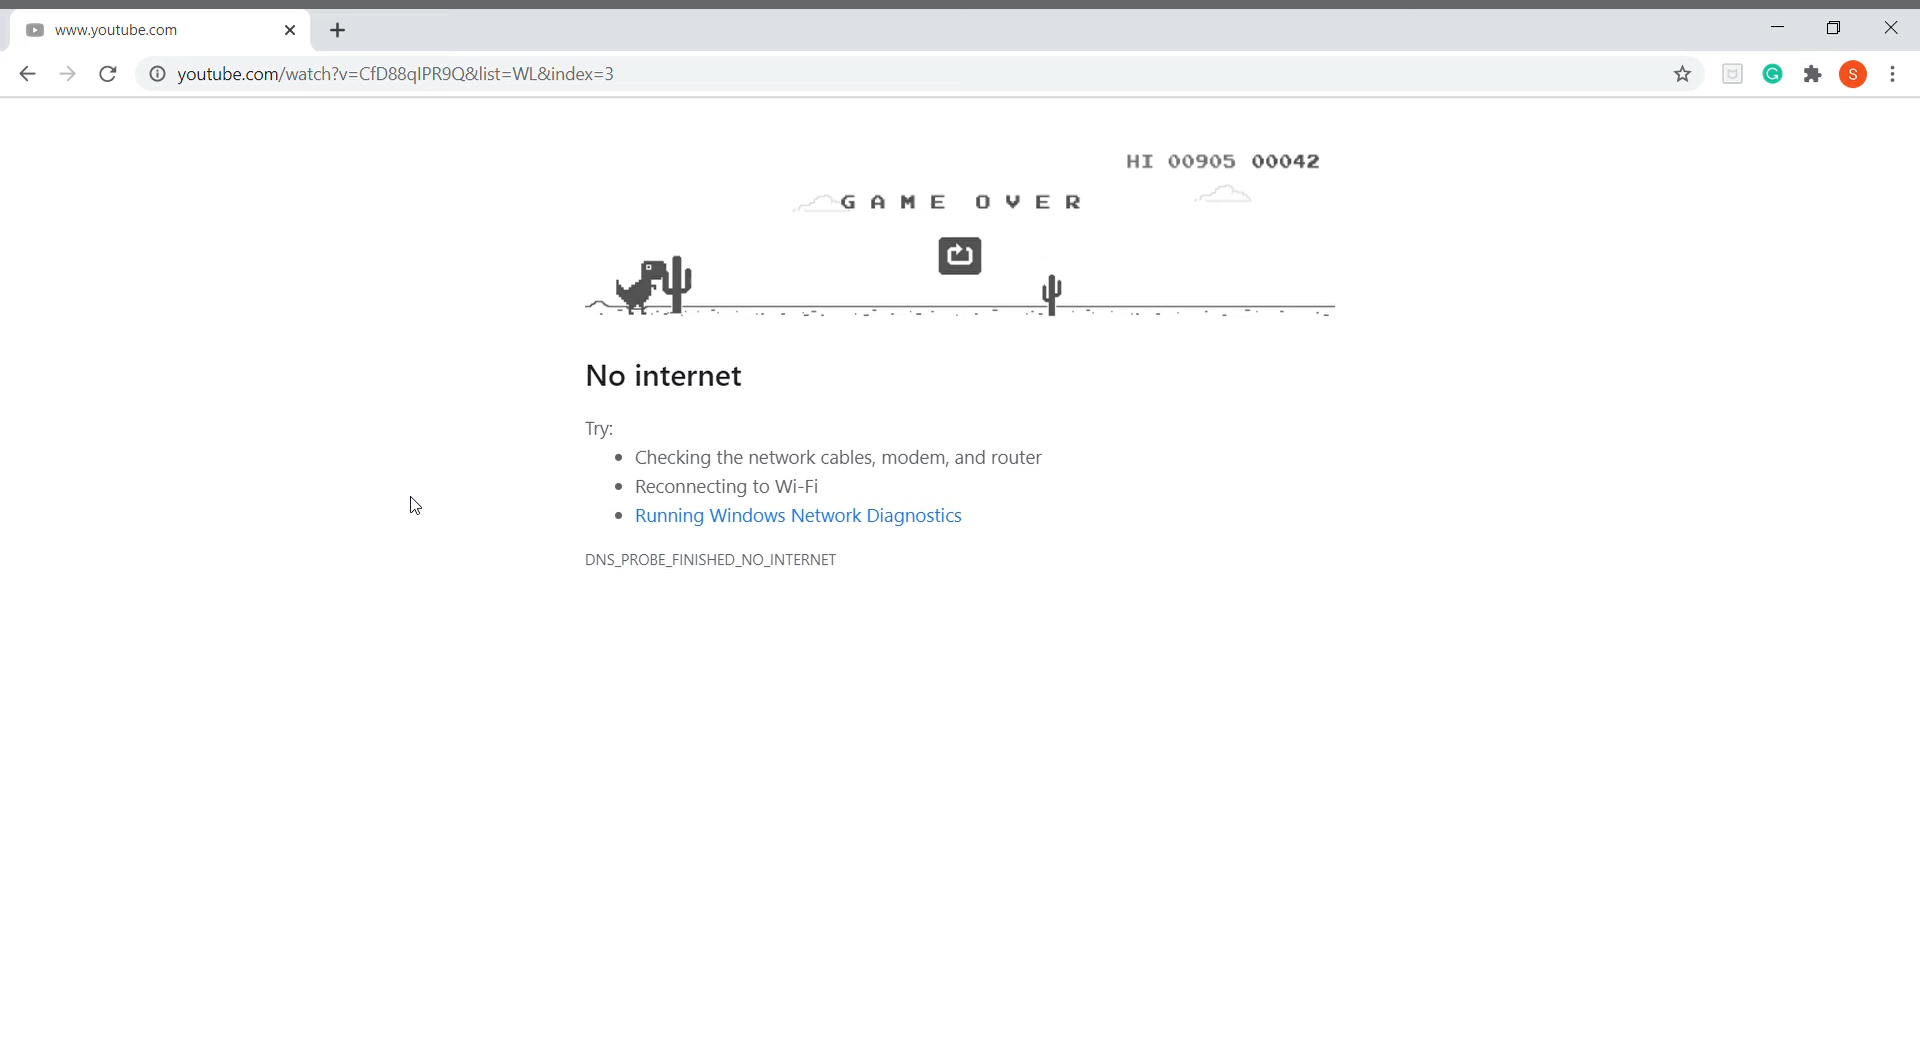 www.youtube.com
youtube.com/watch?v=CfD88qIPR9Q&list=WL&index=3
S
HI 00905 00042
GAME OVER
No internet
Try:
Checking the network cables, modem, and router
Reconnecting to Wi-Fi
Running Windows Network Diagnostics
DNS_PROBE_FINISHED_NO_INTERNET